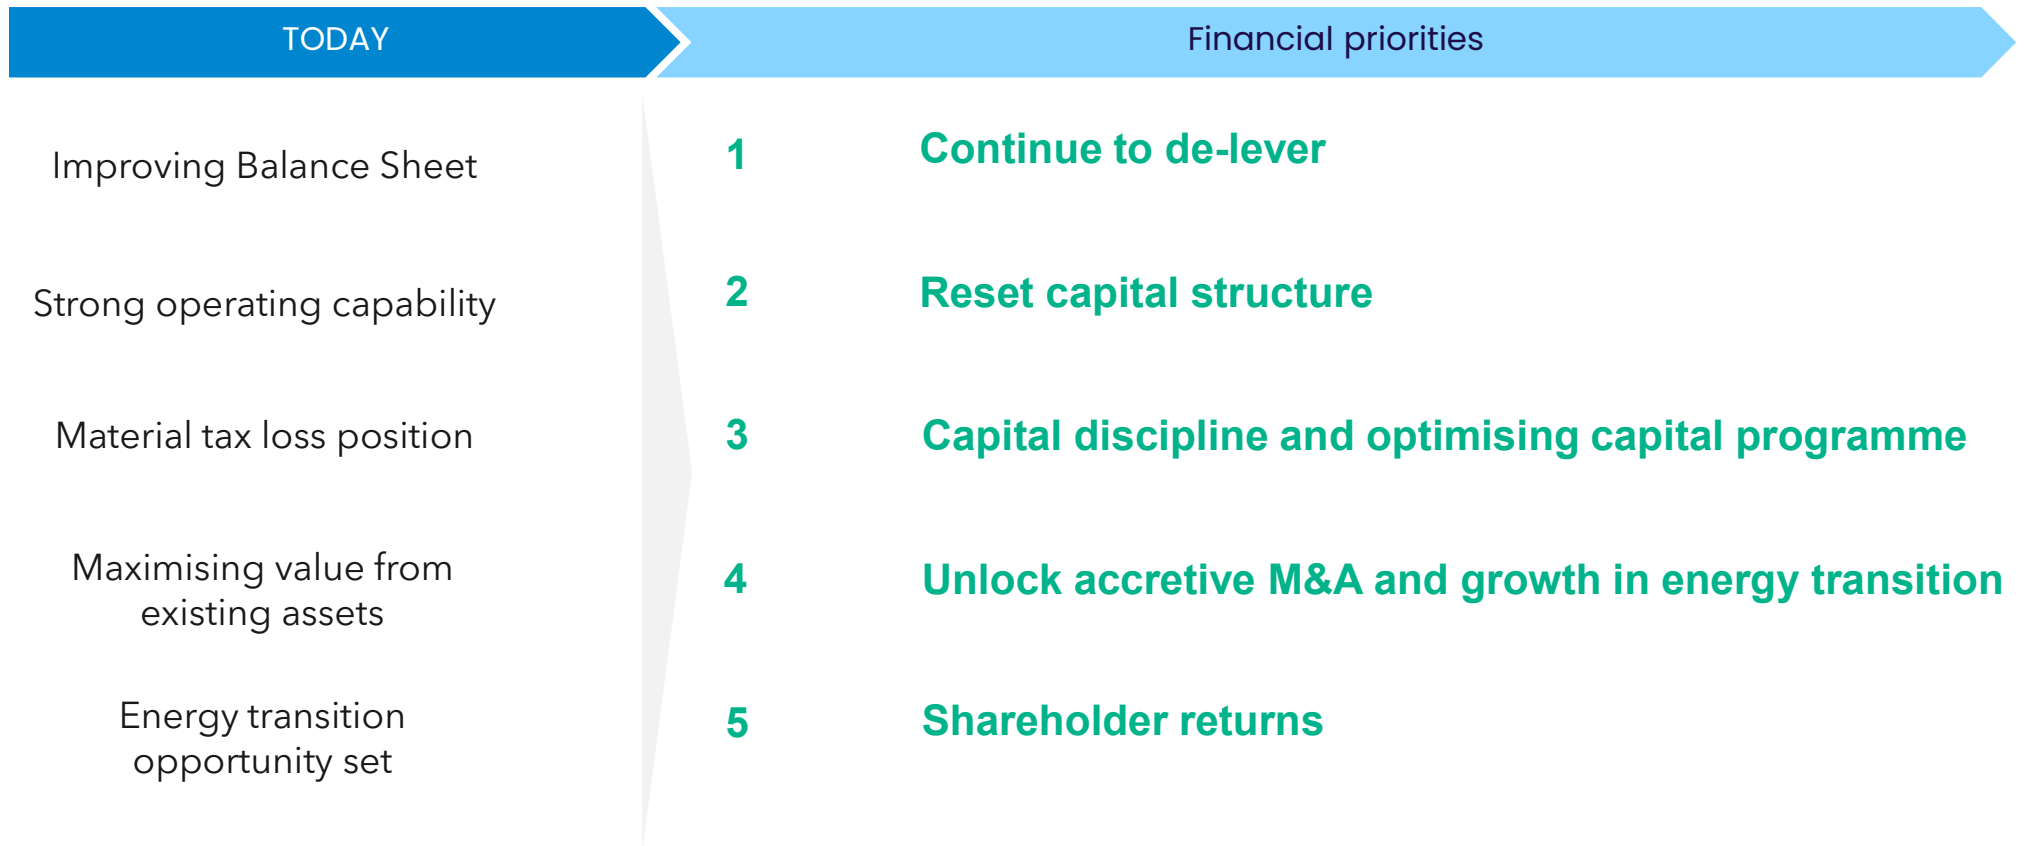 TODAY
Financial priorities
Improving Balance Sheet
1 Continue to de-lever
Strong operating capability
2 Reset capital structure
Material tax loss position
3 Capital discipline and optimising capital programme
Maximising value from
existing assets
4 Unlock accretive M&A and growth in energy transition
Energy transition
opportunity set
5 Shareholder returns